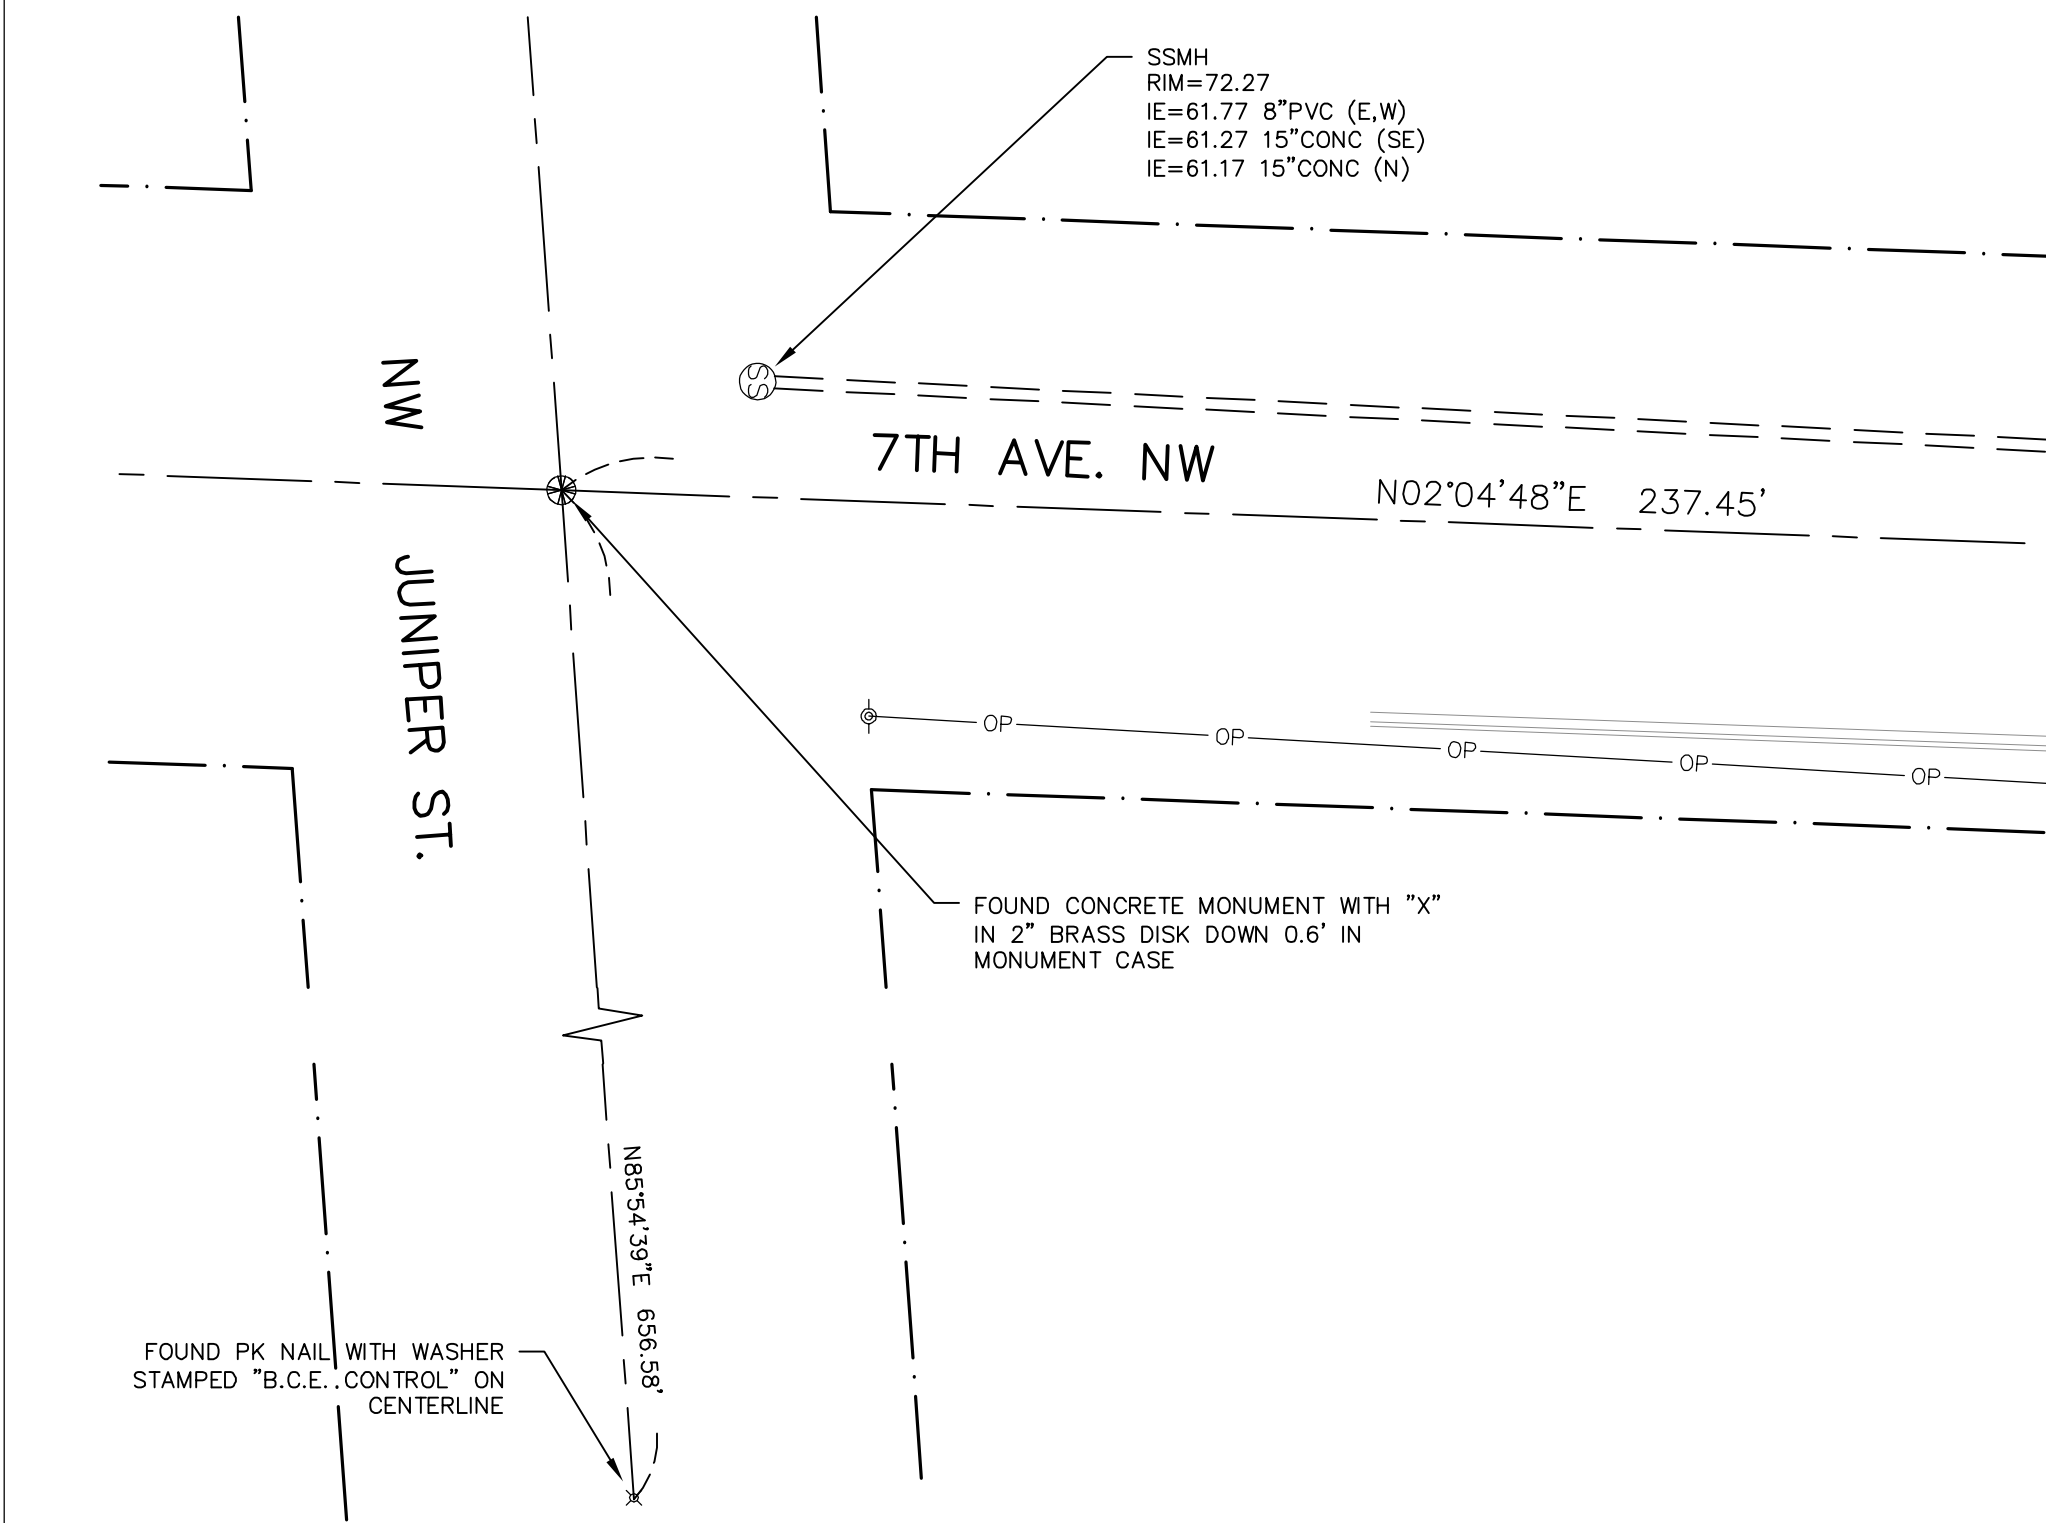 SSMH
RIM=72.27
IE=61.77 8"PVC (E,W)
IE=61.27 15"CONC (SE)
IE=61.17 15"CONC (N)
SS
7TH AVE. NW
N02°04'48"E 237.45'
NW JUNIPER ST.
OP OP OP OP OP
FOUND CONCRETE MONUMENT WITH "X"
IN 2" BRASS DISK DOWN 0.6' IN
MONUMENT CASE
N85°54'39"E 656.58'
FOUND PK NAIL WITH WASHER
STAMPED "B.C.E. CONTROL" ON
CENTERLINE